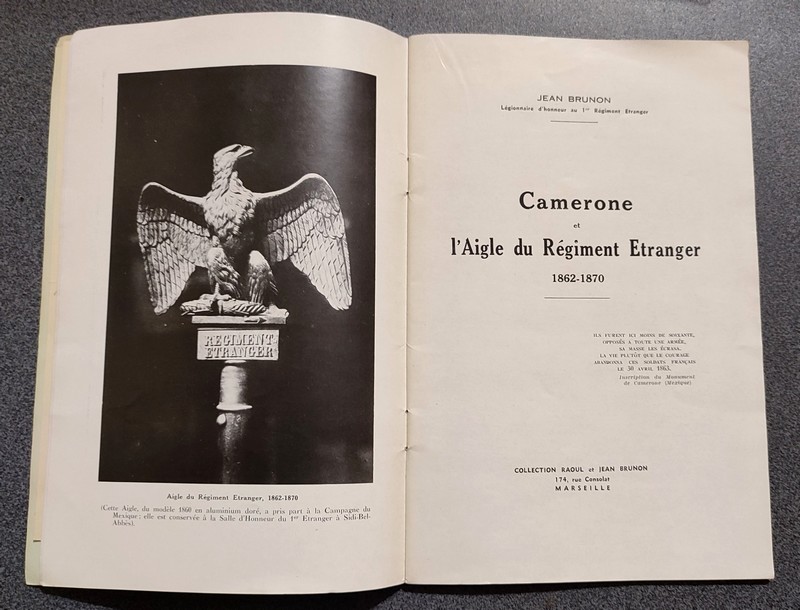 REGIMENT
ETRANGER
Aigle du Régiment Etranger, 1862-1870
(Cette Aigle, du modèle 1860 en aluminium doré, a pris part à la Campagne du
Mexique; elle est conservée à la Salle d'Honneur du 1er Etranger à Sidi-Bel-
Abbès).
JEAN BRUNON
Légionnaire d'honneur au 1er Régiment Etranger
Camerone
et
l'Aigle du Régiment Etranger
1862-1870
ILS FURENT ICI MOINS DE SOIXANTE,
OPPOSÉS A TOUTE UNE ARMÉE,
SA MASSE LES ÉCRASA.
LA VIE PLUTÔT QUE LE COURAGE
ABANDONNA CES SOLDATS FRANÇAIS
LE 30 AVRIL 1863.
Inscription du Monument
de Camerone (Mexique)
COLLECTION RAOUL et JEAN BRUNON
174, rue Consolat
MARSEILLE